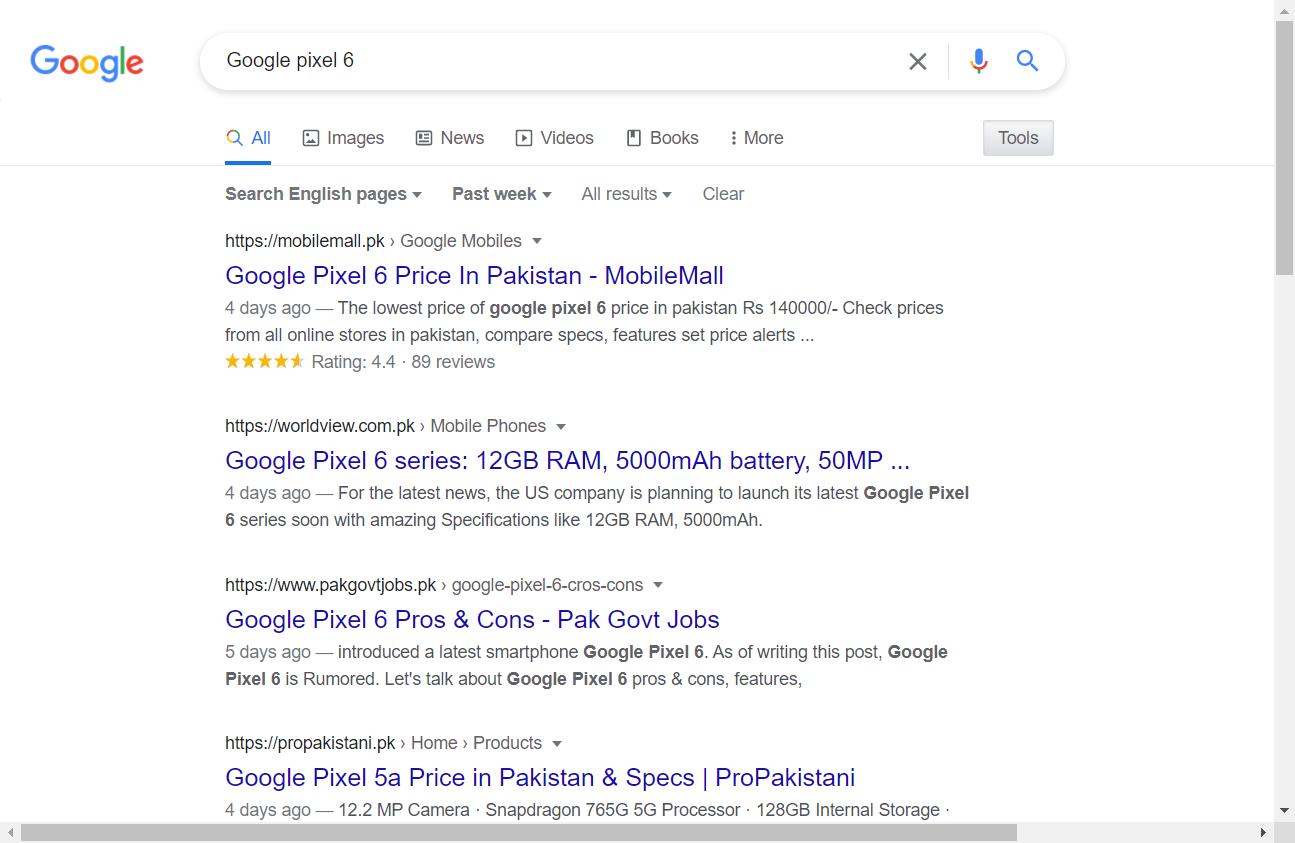 Google
Google pixel 6
All Images News Videos Books More Tools
Search English pages Past week All results Clear
https://mobilemall.pk › Google Mobiles
Google Pixel 6 Price In Pakistan - MobileMall
4 days ago — The lowest price of google pixel 6 price in pakistan Rs 140000/- Check prices
from all online stores in pakistan, compare specs, features set price alerts ...
Rating: 4.4 · 89 reviews
https://worldview.com.pk › Mobile Phones
Google Pixel 6 series: 12GB RAM, 5000mAh battery, 50MP ...
4 days ago — For the latest news, the US company is planning to launch its latest Google Pixel
6 series soon with amazing Specifications like 12GB RAM, 5000mAh.
https://www.pakgovtjobs.pk › google-pixel-6-cros-cons
Google Pixel 6 Pros & Cons - Pak Govt Jobs
5 days ago — introduced a latest smartphone Google Pixel 6. As of writing this post, Google
Pixel 6 is Rumored. Let's talk about Google Pixel 6 pros & cons, features,
https://propakistani.pk › Home › Products
Google Pixel 5a Price in Pakistan & Specs | ProPakistani
4 days ago — 12.2 MP Camera · Snapdragon 765G 5G Processor · 128GB Internal Storage ·